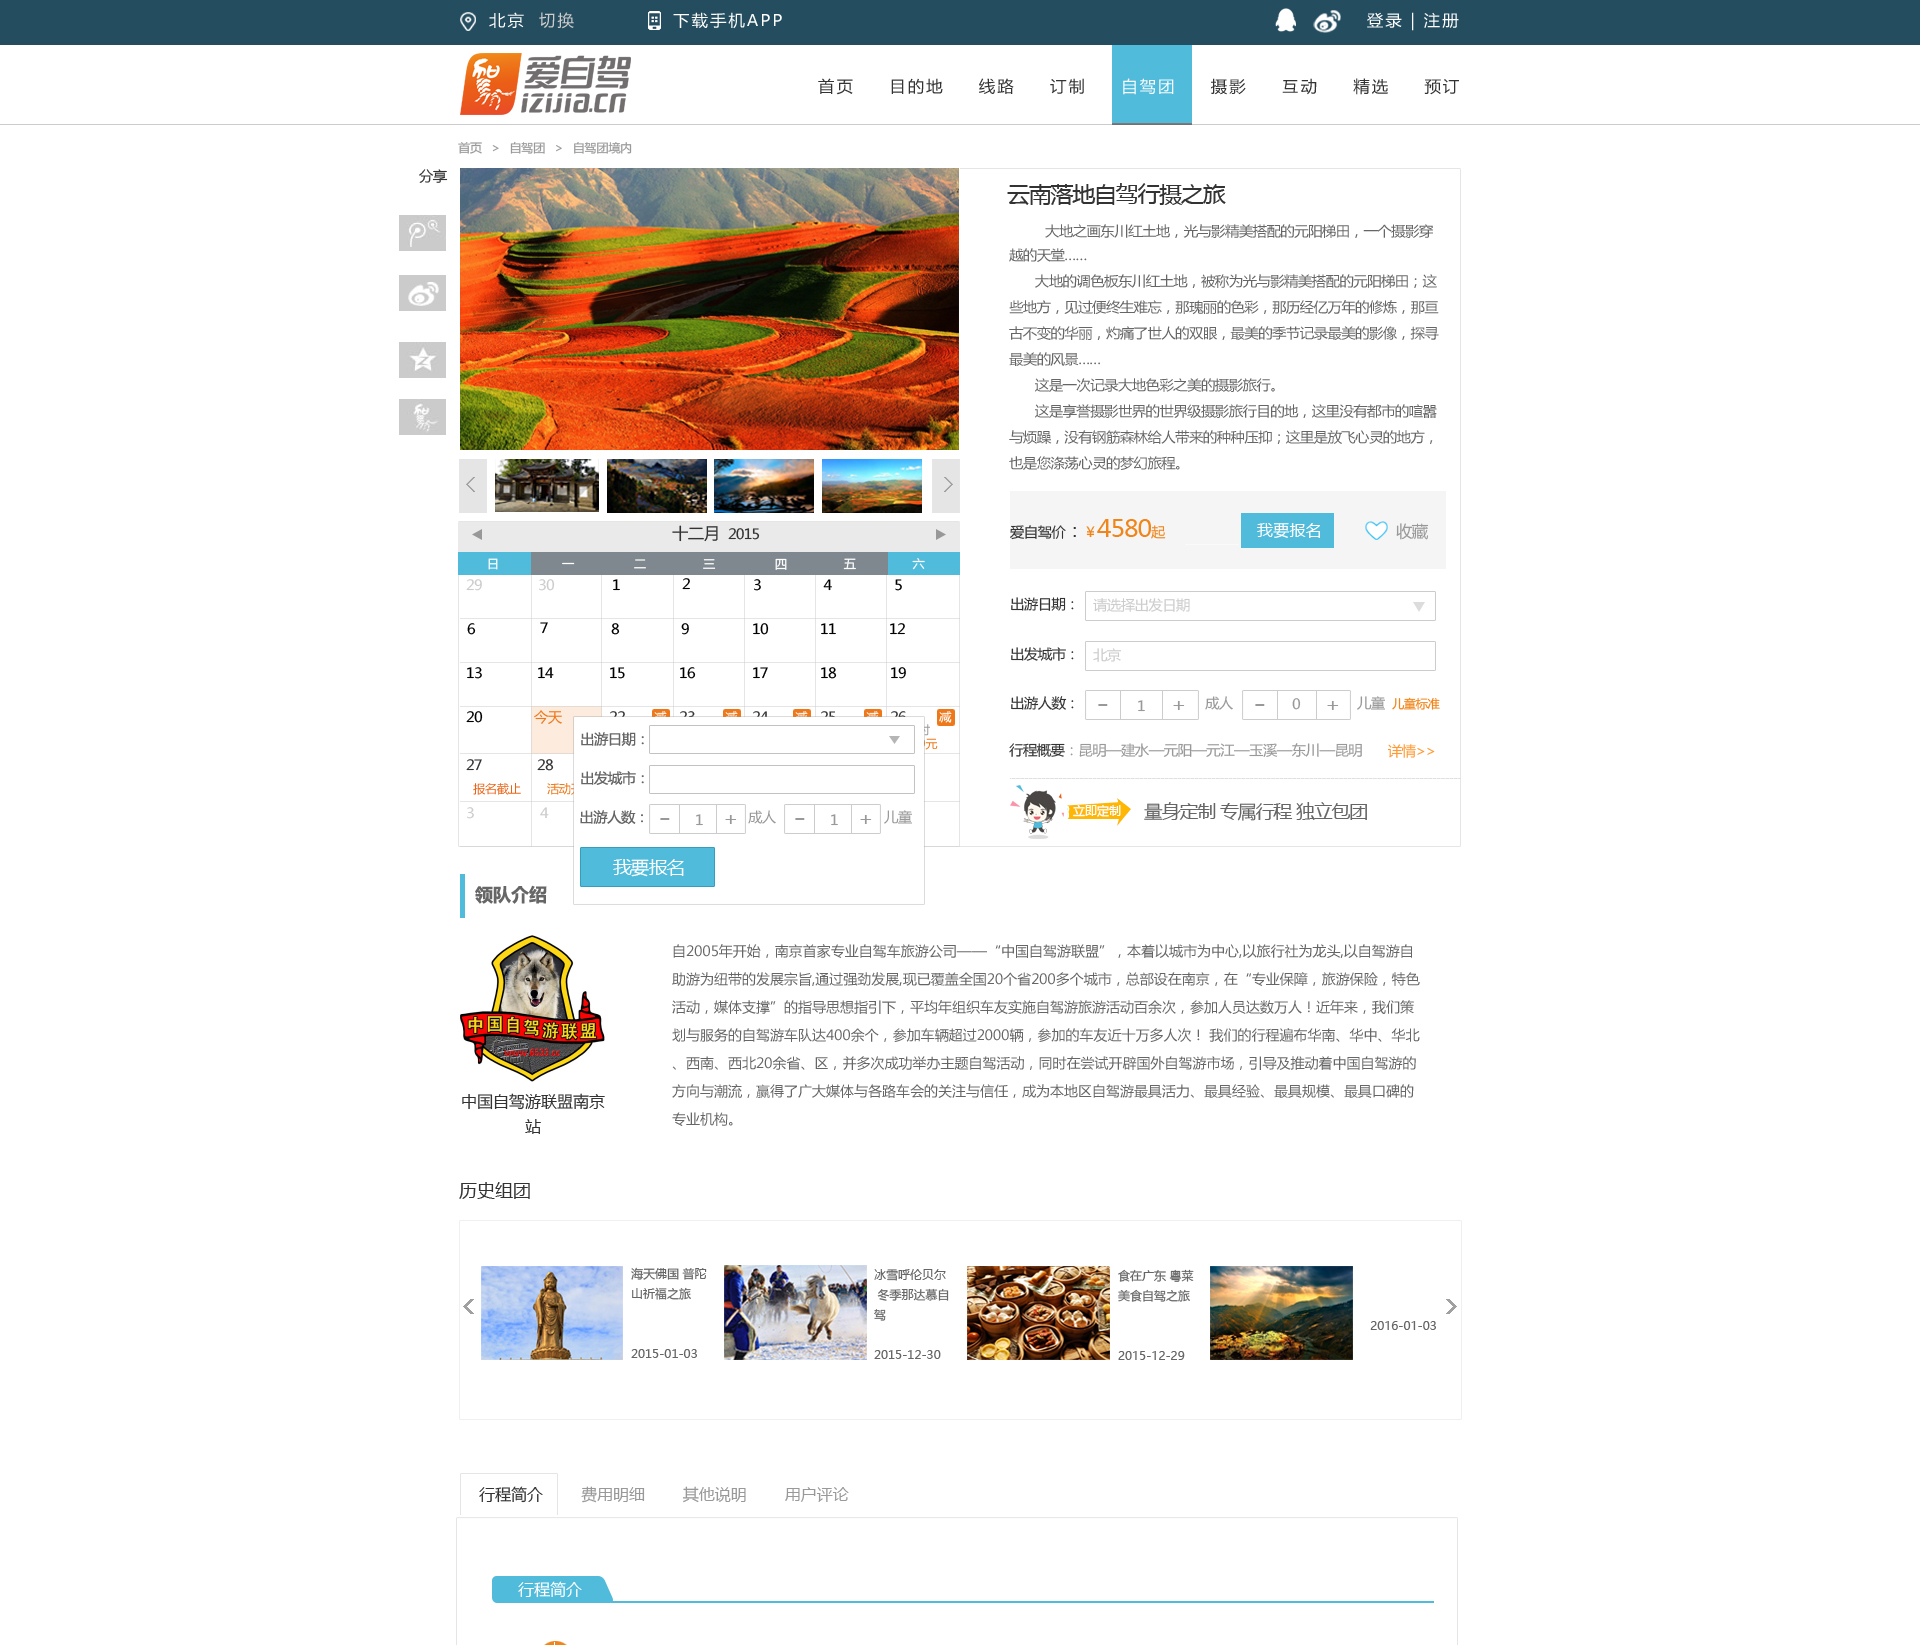 北京 切换 下载手机APP 登录 | 注册
爱自驾
izijia.cn
首页 目的地 线路 订制 自驾团 摄影 互动 精选 预订
首页 > 自驾团 > 自驾团境内
分享
云南落地自驾行摄之旅
大地之画东川红土地，光与影精美搭配的元阳梯田，一个摄影穿
越的天堂……
大地的调色板东川红土地，被称为光与影精美搭配的元阳梯田；这
些地方，见过便终生难忘，那瑰丽的色彩，那历经亿万年的修炼，那亘
古不变的华丽，灼痛了世人的双眼，最美的季节记录最美的影像，探寻
最美的风景……
这是一次记录大地色彩之美的摄影旅行。
这是享誉摄影世界的世界级摄影旅行目的地，这里没有都市的喧嚣
与烦躁，没有钢筋森林给人带来的种种压抑；这里是放飞心灵的地方，
也是您涤荡心灵的梦幻旅程。
爱自驾价： ¥4580起 我要报名 收藏
出游日期： 请选择出发日期
出发城市： 北京
出游人数： － 1 ＋ 成人 － 0 ＋ 儿童 儿童标准
行程概要：昆明—建水—元阳—元江—玉溪—东川—昆明 详情>>
立即定制 量身定制 专属行程 独立包团
十二月 2015
日 一 二 三 四 五 六
29 30 1 2 3 4 5
6 7 8 9 10 11 12
13 14 15 16 17 18 19
20 今天 22 减 23 减 24 减 25 减 26 减
元
27 28
报名截止 活动
3 4
出游日期：
出发城市：
出游人数： － 1 ＋ 成人 － 1 ＋ 儿童
我要报名
领队介绍
中国自驾游联盟
中国自驾游联盟南京
站
自2005年开始，南京首家专业自驾车旅游公司——“中国自驾游联盟”，本着以城市为中心,以旅行社为龙头,以自驾游自
助游为纽带的发展宗旨,通过强劲发展,现已覆盖全国20个省200多个城市，总部设在南京，在“专业保障，旅游保险，特色
活动，媒体支撑”的指导思想指引下，平均年组织车友实施自驾游旅游活动百余次，参加人员达数万人！近年来，我们策
划与服务的自驾游车队达400余个，参加车辆超过2000辆，参加的车友近十万多人次！ 我们的行程遍布华南、华中、华北
、西南、西北20余省、区，并多次成功举办主题自驾活动，同时在尝试开辟国外自驾游市场，引导及推动着中国自驾游的
方向与潮流，赢得了广大媒体与各路车会的关注与信任，成为本地区自驾游最具活力、最具经验、最具规模、最具口碑的
专业机构。
历史组团
海天佛国 普陀
山祈福之旅
2015-01-03
冰雪呼伦贝尔
冬季那达慕自
驾
2015-12-30
食在广东 粤菜
美食自驾之旅
2015-12-29
2016-01-03
行程简介 费用明细 其他说明 用户评论
行程简介